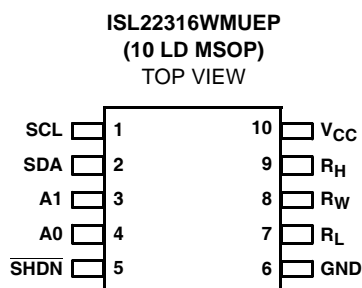 ISL22316WMUEP
(10 LD MSOP)
TOP VIEW
SCL 1 10 VCC
SDA 2 9 RH
A1 3 8 RW
A0 4 7 RL
SHDN 5 6 GND